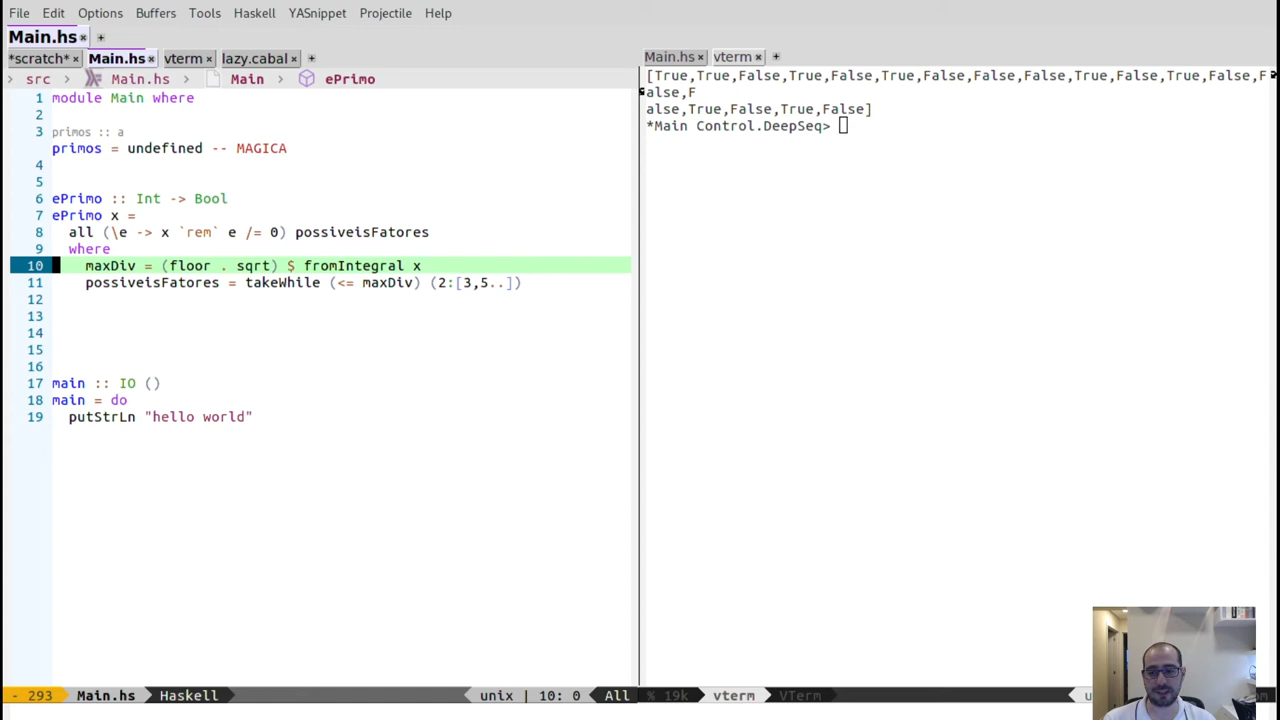 File Edit Options Buffers Tools Haskell YASnippet Projectile Help
Main.hs× +
*scratch*× Main.hs× vterm× lazy.cabal× +
> src > Main.hs > Main > ePrimo
1 module Main where
2
3 primos :: a
primos = undefined -- MAGICA
4
5
6 ePrimo :: Int -> Bool
7 ePrimo x =
8 all (\e -> x `rem` e /= 0) possiveisFatores
9 where
10 maxDiv = (floor . sqrt) $ fromIntegral x
11 possiveisFatores = takeWhile (<= maxDiv) (2:[3,5..])
12
13
14
15
16
17 main :: IO ()
18 main = do
19 putStrLn "hello world"
- 293 Main.hs Haskell unix | 10: 0 All
Main.hs× vterm× +
[True,True,False,True,False,True,False,False,False,True,False,True,False,F
alse,F
alse,True,False,True,False]
*Main Control.DeepSeq>
% 19k vterm VTerm